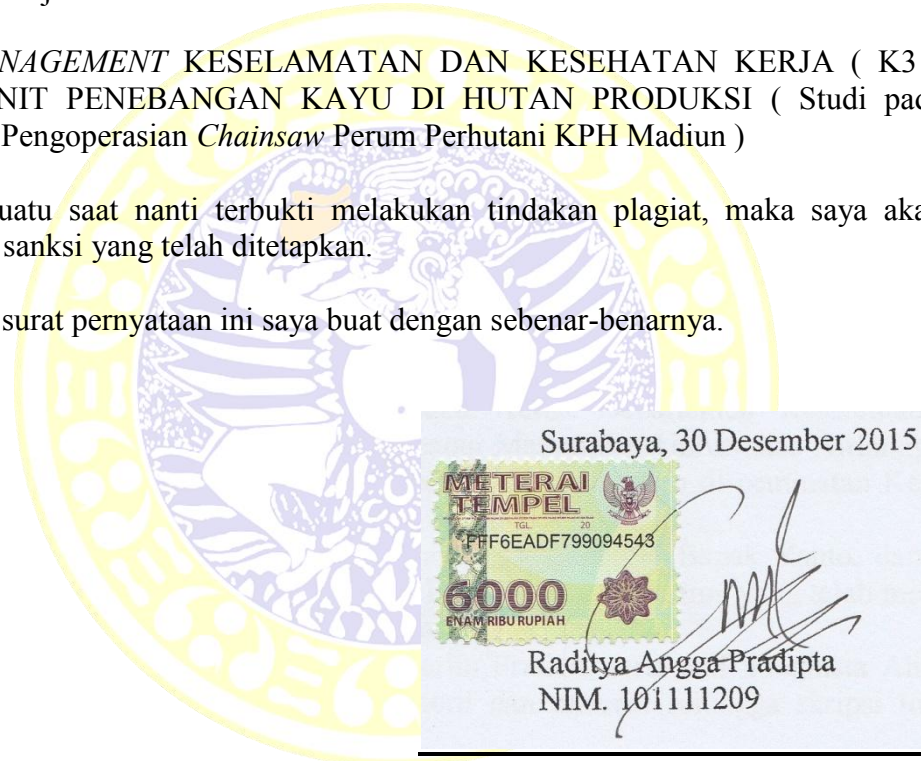 NAGEMENT KESELAMATAN DAN KESEHATAN KERJA ( K3
NIT PENEBANGAN KAYU DI HUTAN PRODUKSI ( Studi pad
Pengoperasian Chainsaw Perum Perhutani KPH Madiun )
uatu saat nanti terbukti melakukan tindakan plagiat, maka saya aka
sanksi yang telah ditetapkan.
surat pernyataan ini saya buat dengan sebenar-benarnya.
Surabaya, 30 Desember 2015
METERAI
TEMPEL
TGL. 20
FFF6EADF799094543
6000
ENAM RIBU RUPIAH
Raditya Angga Pradipta
NIM. 101111209